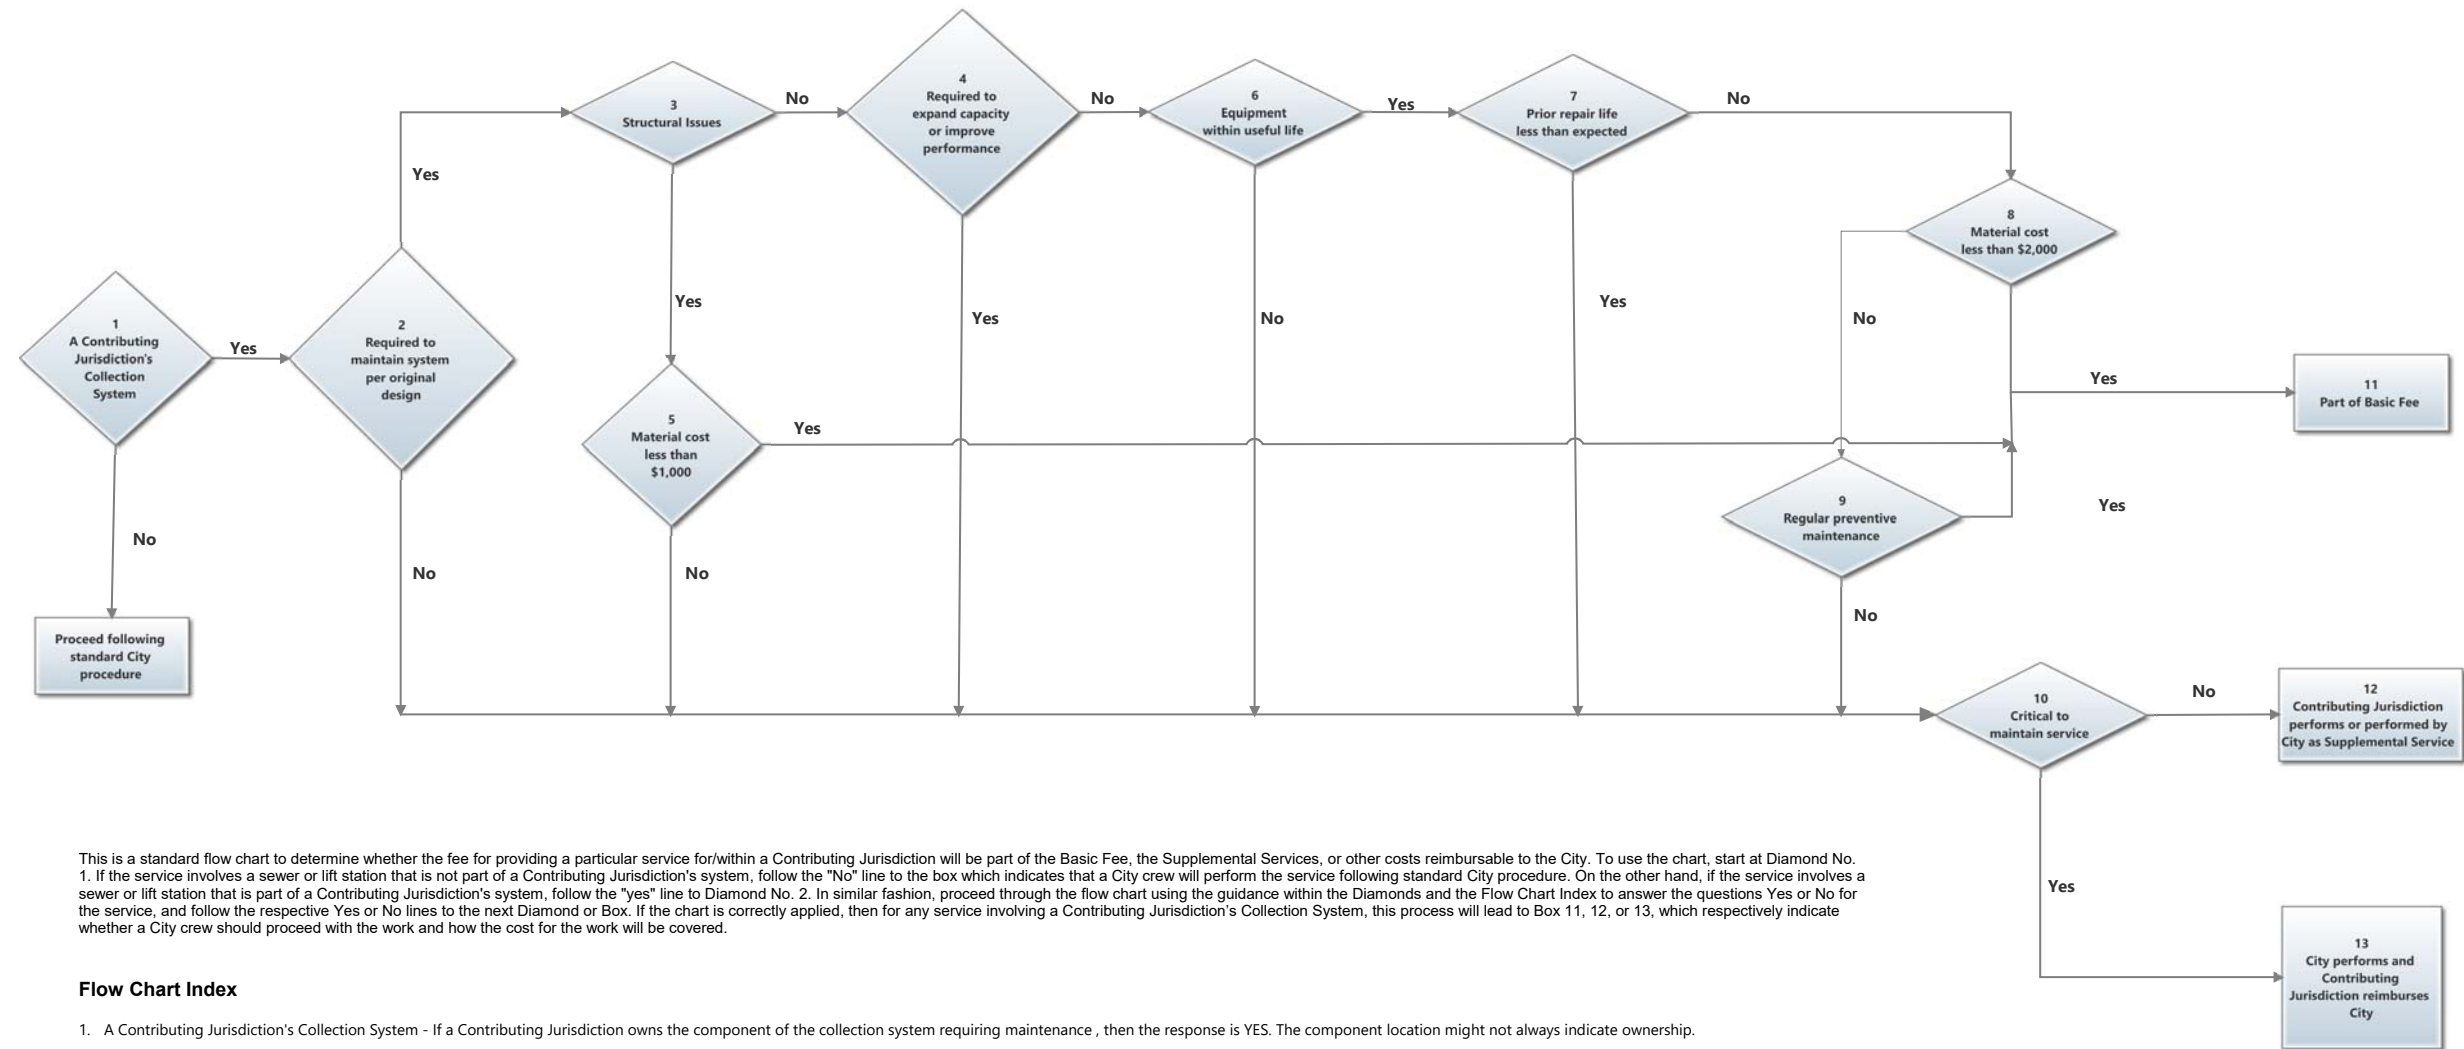 1
A Contributing
Jurisdiction's
Collection
System
Yes
No
Proceed following
standard City
procedure
2
Required to
maintain system
per original
design
Yes
No
3
Structural Issues
No
Yes
4
Required to
expand capacity
or improve
performance
No
Yes
5
Material cost
less than
$1,000
Yes
No
6
Equipment
within useful life
Yes
No
7
Prior repair life
less than expected
No
Yes
8
Material cost
less than $2,000
No
Yes
9
Regular preventive
maintenance
Yes
No
10
Critical to
maintain service
No
Yes
11
Part of Basic Fee
12
Contributing Jurisdiction
performs or performed by
City as Supplemental Service
13
City performs and
Contributing
Jurisdiction reimburses
City
This is a standard flow chart to determine whether the fee for providing a particular service for/within a Contributing Jurisdiction will be part of the Basic Fee, the Supplemental Services, or other costs reimbursable to the City. To use the chart, start at Diamond No.
1. If the service involves a sewer or lift station that is not part of a Contributing Jurisdiction's system, follow the "No" line to the box which indicates that a City crew will perform the service following standard City procedure. On the other hand, if the service involves a
sewer or lift station that is part of a Contributing Jurisdiction's system, follow the "yes" line to Diamond No. 2. In similar fashion, proceed through the flow chart using the guidance within the Diamonds and the Flow Chart Index to answer the questions Yes or No for
the service, and follow the respective Yes or No lines to the next Diamond or Box. If the chart is correctly applied, then for any service involving a Contributing Jurisdiction's Collection System, this process will lead to Box 11, 12, or 13, which respectively indicate
whether a City crew should proceed with the work and how the cost for the work will be covered.
Flow Chart Index
1. A Contributing Jurisdiction's Collection System - If a Contributing Jurisdiction owns the component of the collection system requiring maintenance , then the response is YES. The component location might not always indicate ownership.